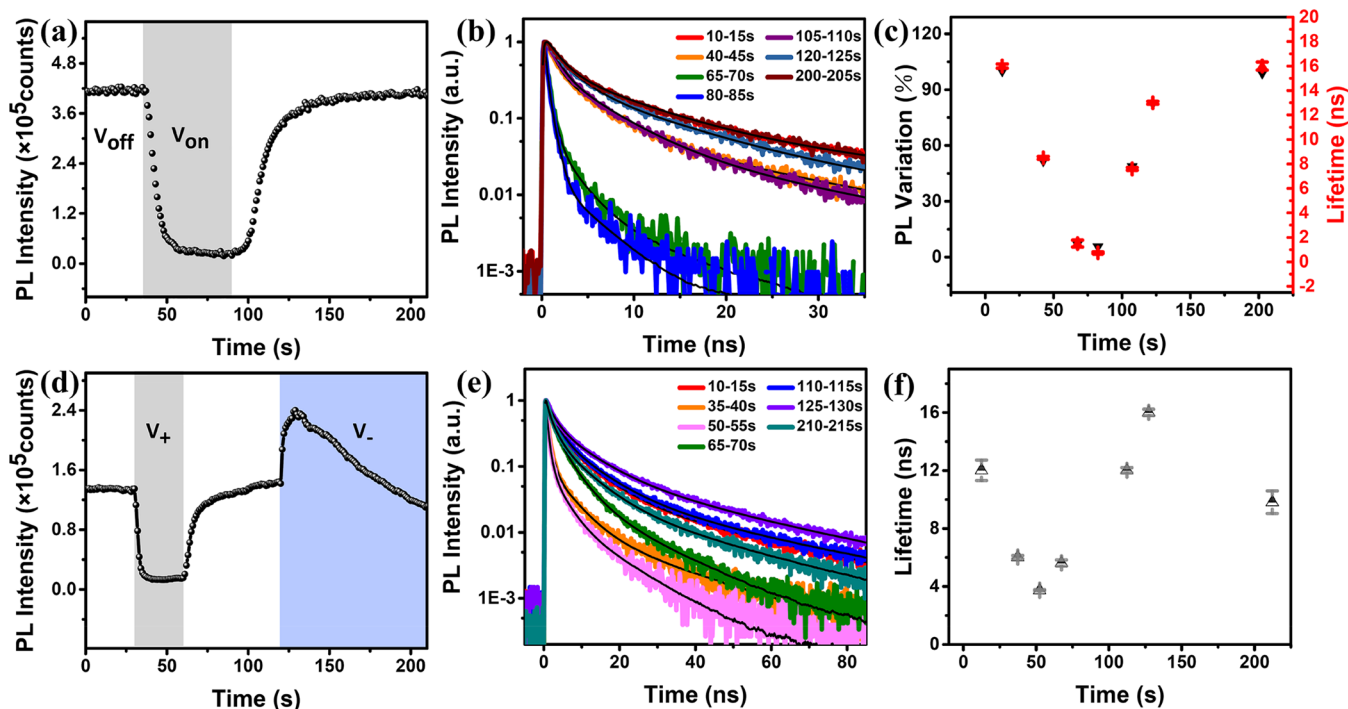 (a)
PL Intensity (×10⁵counts)
4.8
3.6
2.4
1.2
0.0
V_off
V_on
0
50
100
150
200
Time (s)
(b)
PL Intensity (a.u.)
1
0.1
0.01
1E-3
10-15s
40-45s
65-70s
80-85s
105-110s
120-125s
200-205s
0
10
20
30
Time (ns)
(c)
PL Variation (%)
120
90
60
30
0
Lifetime (ns)
20
18
16
14
12
10
8
6
4
2
0
-2
0
50
100
150
200
Time (s)
(d)
PL Intensity (×10⁵counts)
2.4
1.6
0.8
0.0
V₊
V₋
0
50
100
150
200
Time (s)
(e)
PL Intensity (a.u.)
1
0.1
0.01
1E-3
10-15s
35-40s
50-55s
65-70s
110-115s
125-130s
210-215s
0
20
40
60
80
Time (ns)
(f)
Lifetime (ns)
16
12
8
4
0
0
50
100
150
200
Time (s)